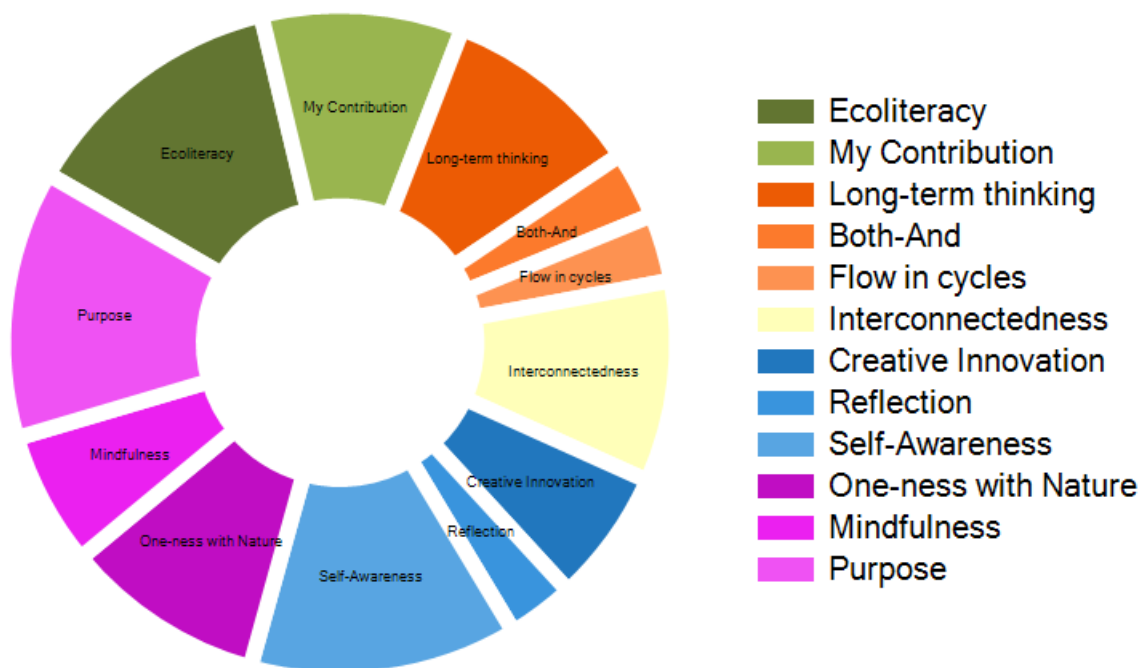 My Contribution
Ecoliteracy
Long-term thinking
Both-And
Flow in cycles
Purpose
Interconnectedness
Mindfulness
Creative Innovation
Reflection
One-ness with Nature
Self-Awareness
Ecoliteracy
My Contribution
Long-term thinking
Both-And
Flow in cycles
Interconnectedness
Creative Innovation
Reflection
Self-Awareness
One-ness with Nature
Mindfulness
Purpose